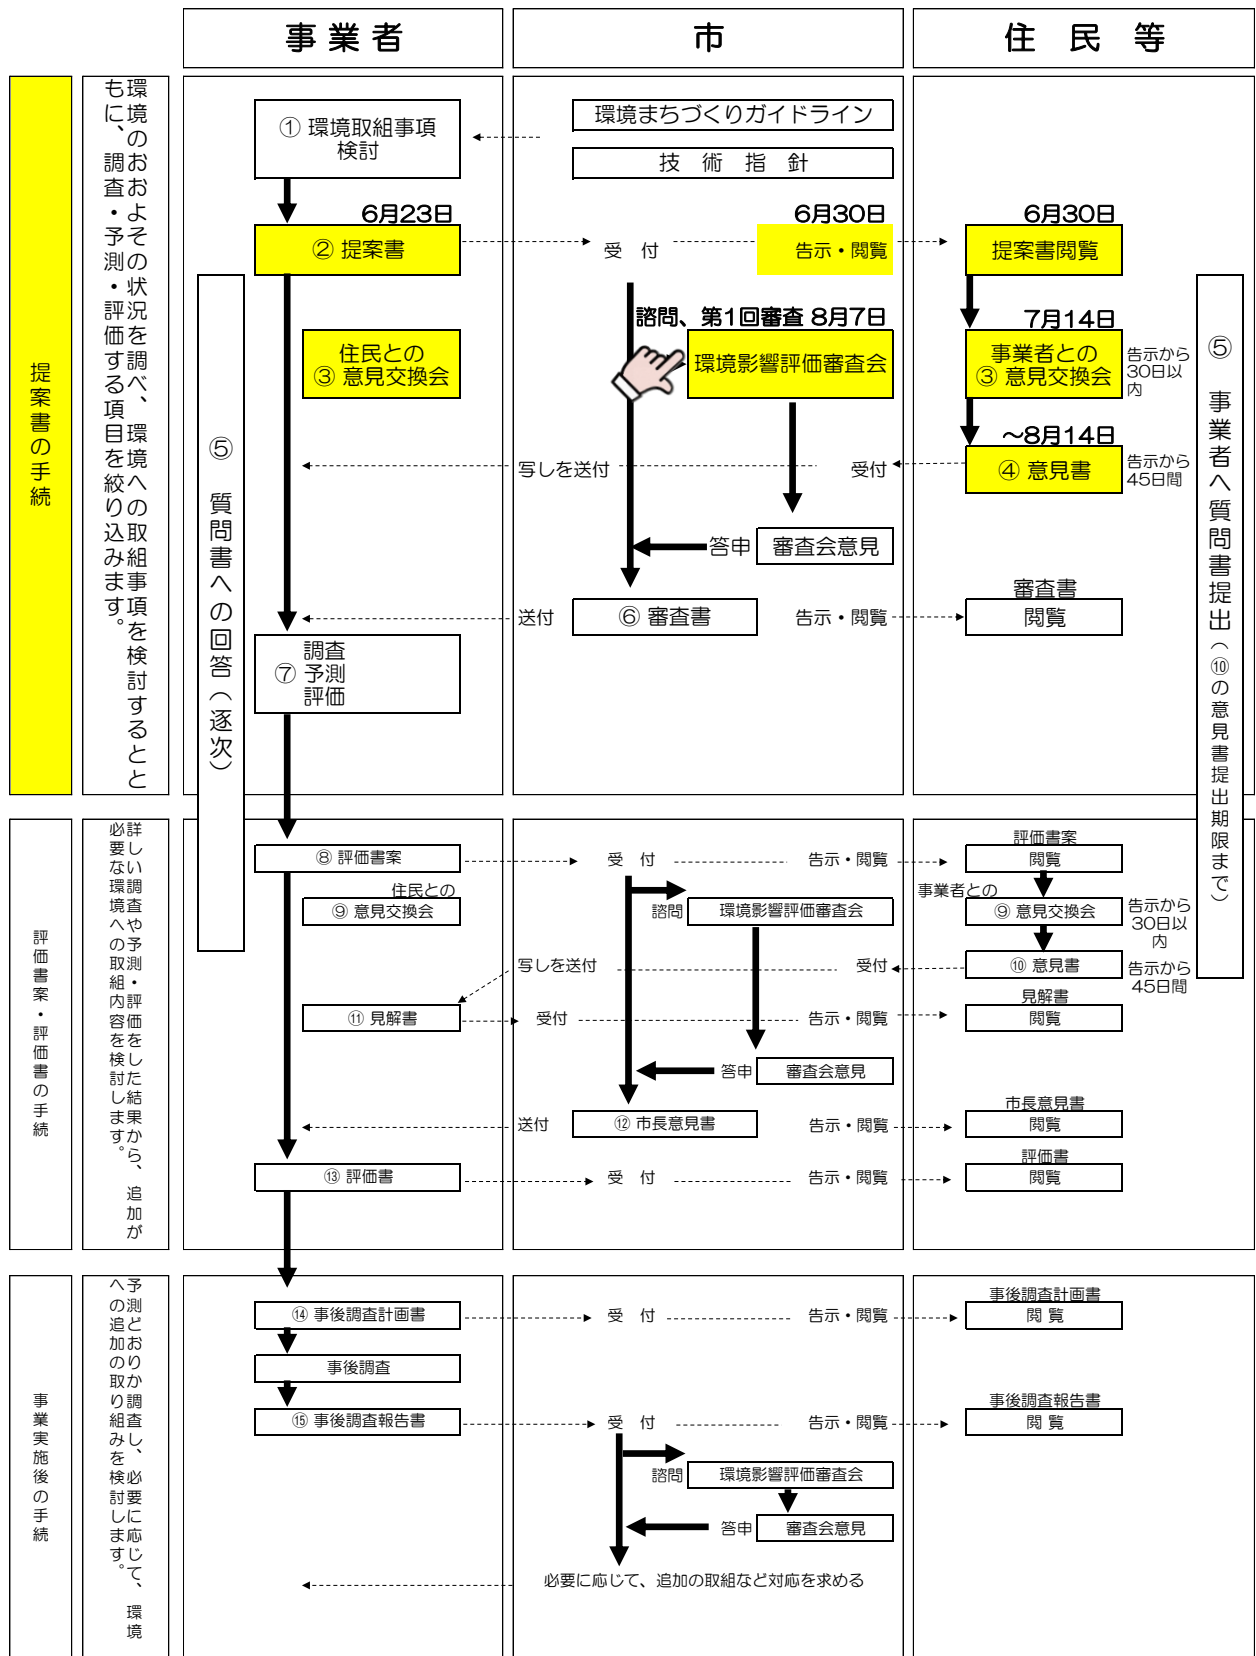 事業者
市
住民等
提案書の手続
環境のおおよその状況を調べ、環境への取組事項を検討するとと
もに、調査・予測・評価する項目を絞り込みます。
① 環境取組事項
検討
環境まちづくりガイドライン
技術指針
6月23日
② 提案書
受付
6月30日
告示・閲覧
6月30日
提案書閲覧
諮問、第1回審査 8月7日
環境影響評価審査会
住民との
③ 意見交換会
7月14日
事業者との
③ 意見交換会
告示から
30日以
内
～8月14日
④ 意見書
告示から
45日間
受付
写しを送付
答申
審査会意見
⑥ 審査書
送付
告示・閲覧
審査書
閲覧
調査
⑦ 予測
評価
⑤ 質問書への回答（逐次）
⑤ 事業者へ質問書提出（⑩の意見書提出期限まで）
評価書案・評価書の手続
詳しい調査や予測・評価をした結果から、追加が
必要な環境への取組内容を検討します。
⑧ 評価書案
受付
告示・閲覧
評価書案
閲覧
住民との
⑨ 意見交換会
諮問
環境影響評価審査会
事業者との
⑨ 意見交換会
告示から
30日以
内
⑩ 意見書
告示から
45日間
受付
写しを送付
⑪ 見解書
受付
告示・閲覧
見解書
閲覧
答申
審査会意見
⑫ 市長意見書
送付
告示・閲覧
市長意見書
閲覧
⑬ 評価書
受付
告示・閲覧
評価書
閲覧
事業実施後の手続
予測どおりか調査し、必要に応じて、環境
への追加の取り組みを検討します。
⑭ 事後調査計画書
受付
告示・閲覧
事後調査計画書
閲覧
事後調査
⑮ 事後調査報告書
受付
告示・閲覧
事後調査報告書
閲覧
諮問
環境影響評価審査会
答申
審査会意見
必要に応じて、追加の取組など対応を求める